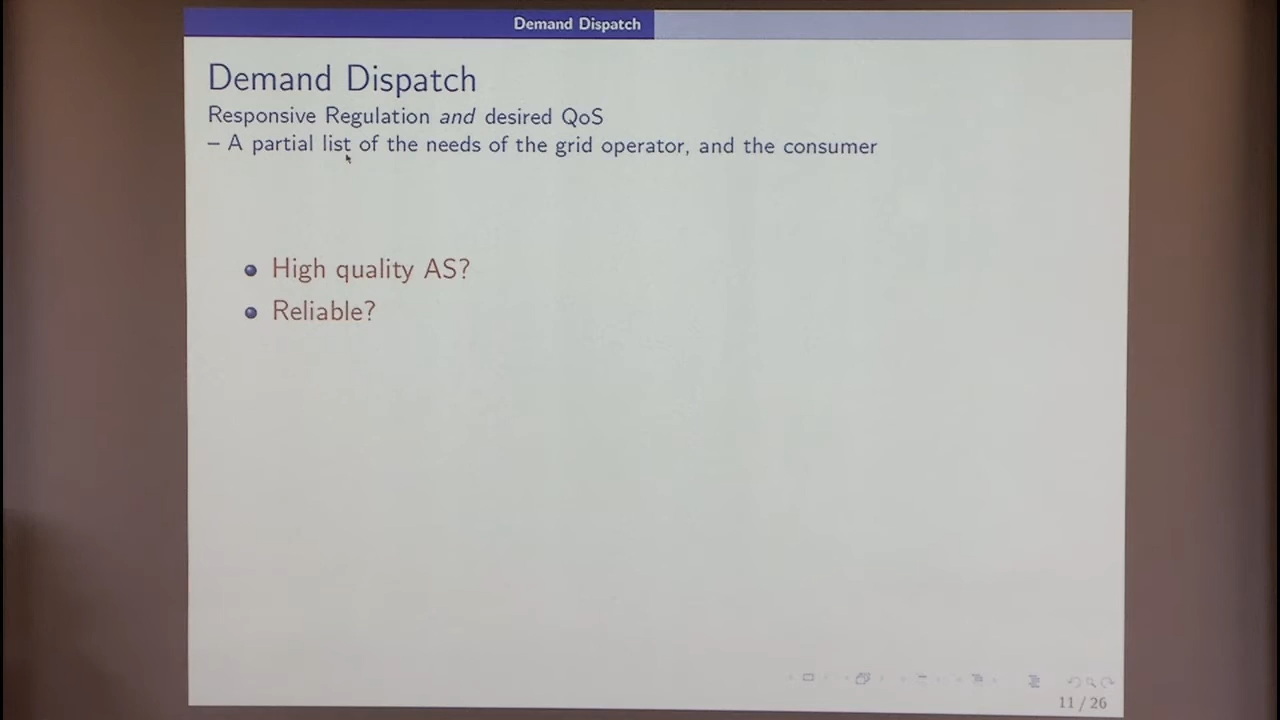 Demand Dispatch
Demand Dispatch
Responsive Regulation and desired QoS
– A partial list of the needs of the grid operator, and the consumer
High quality AS?
Reliable?
11 / 26